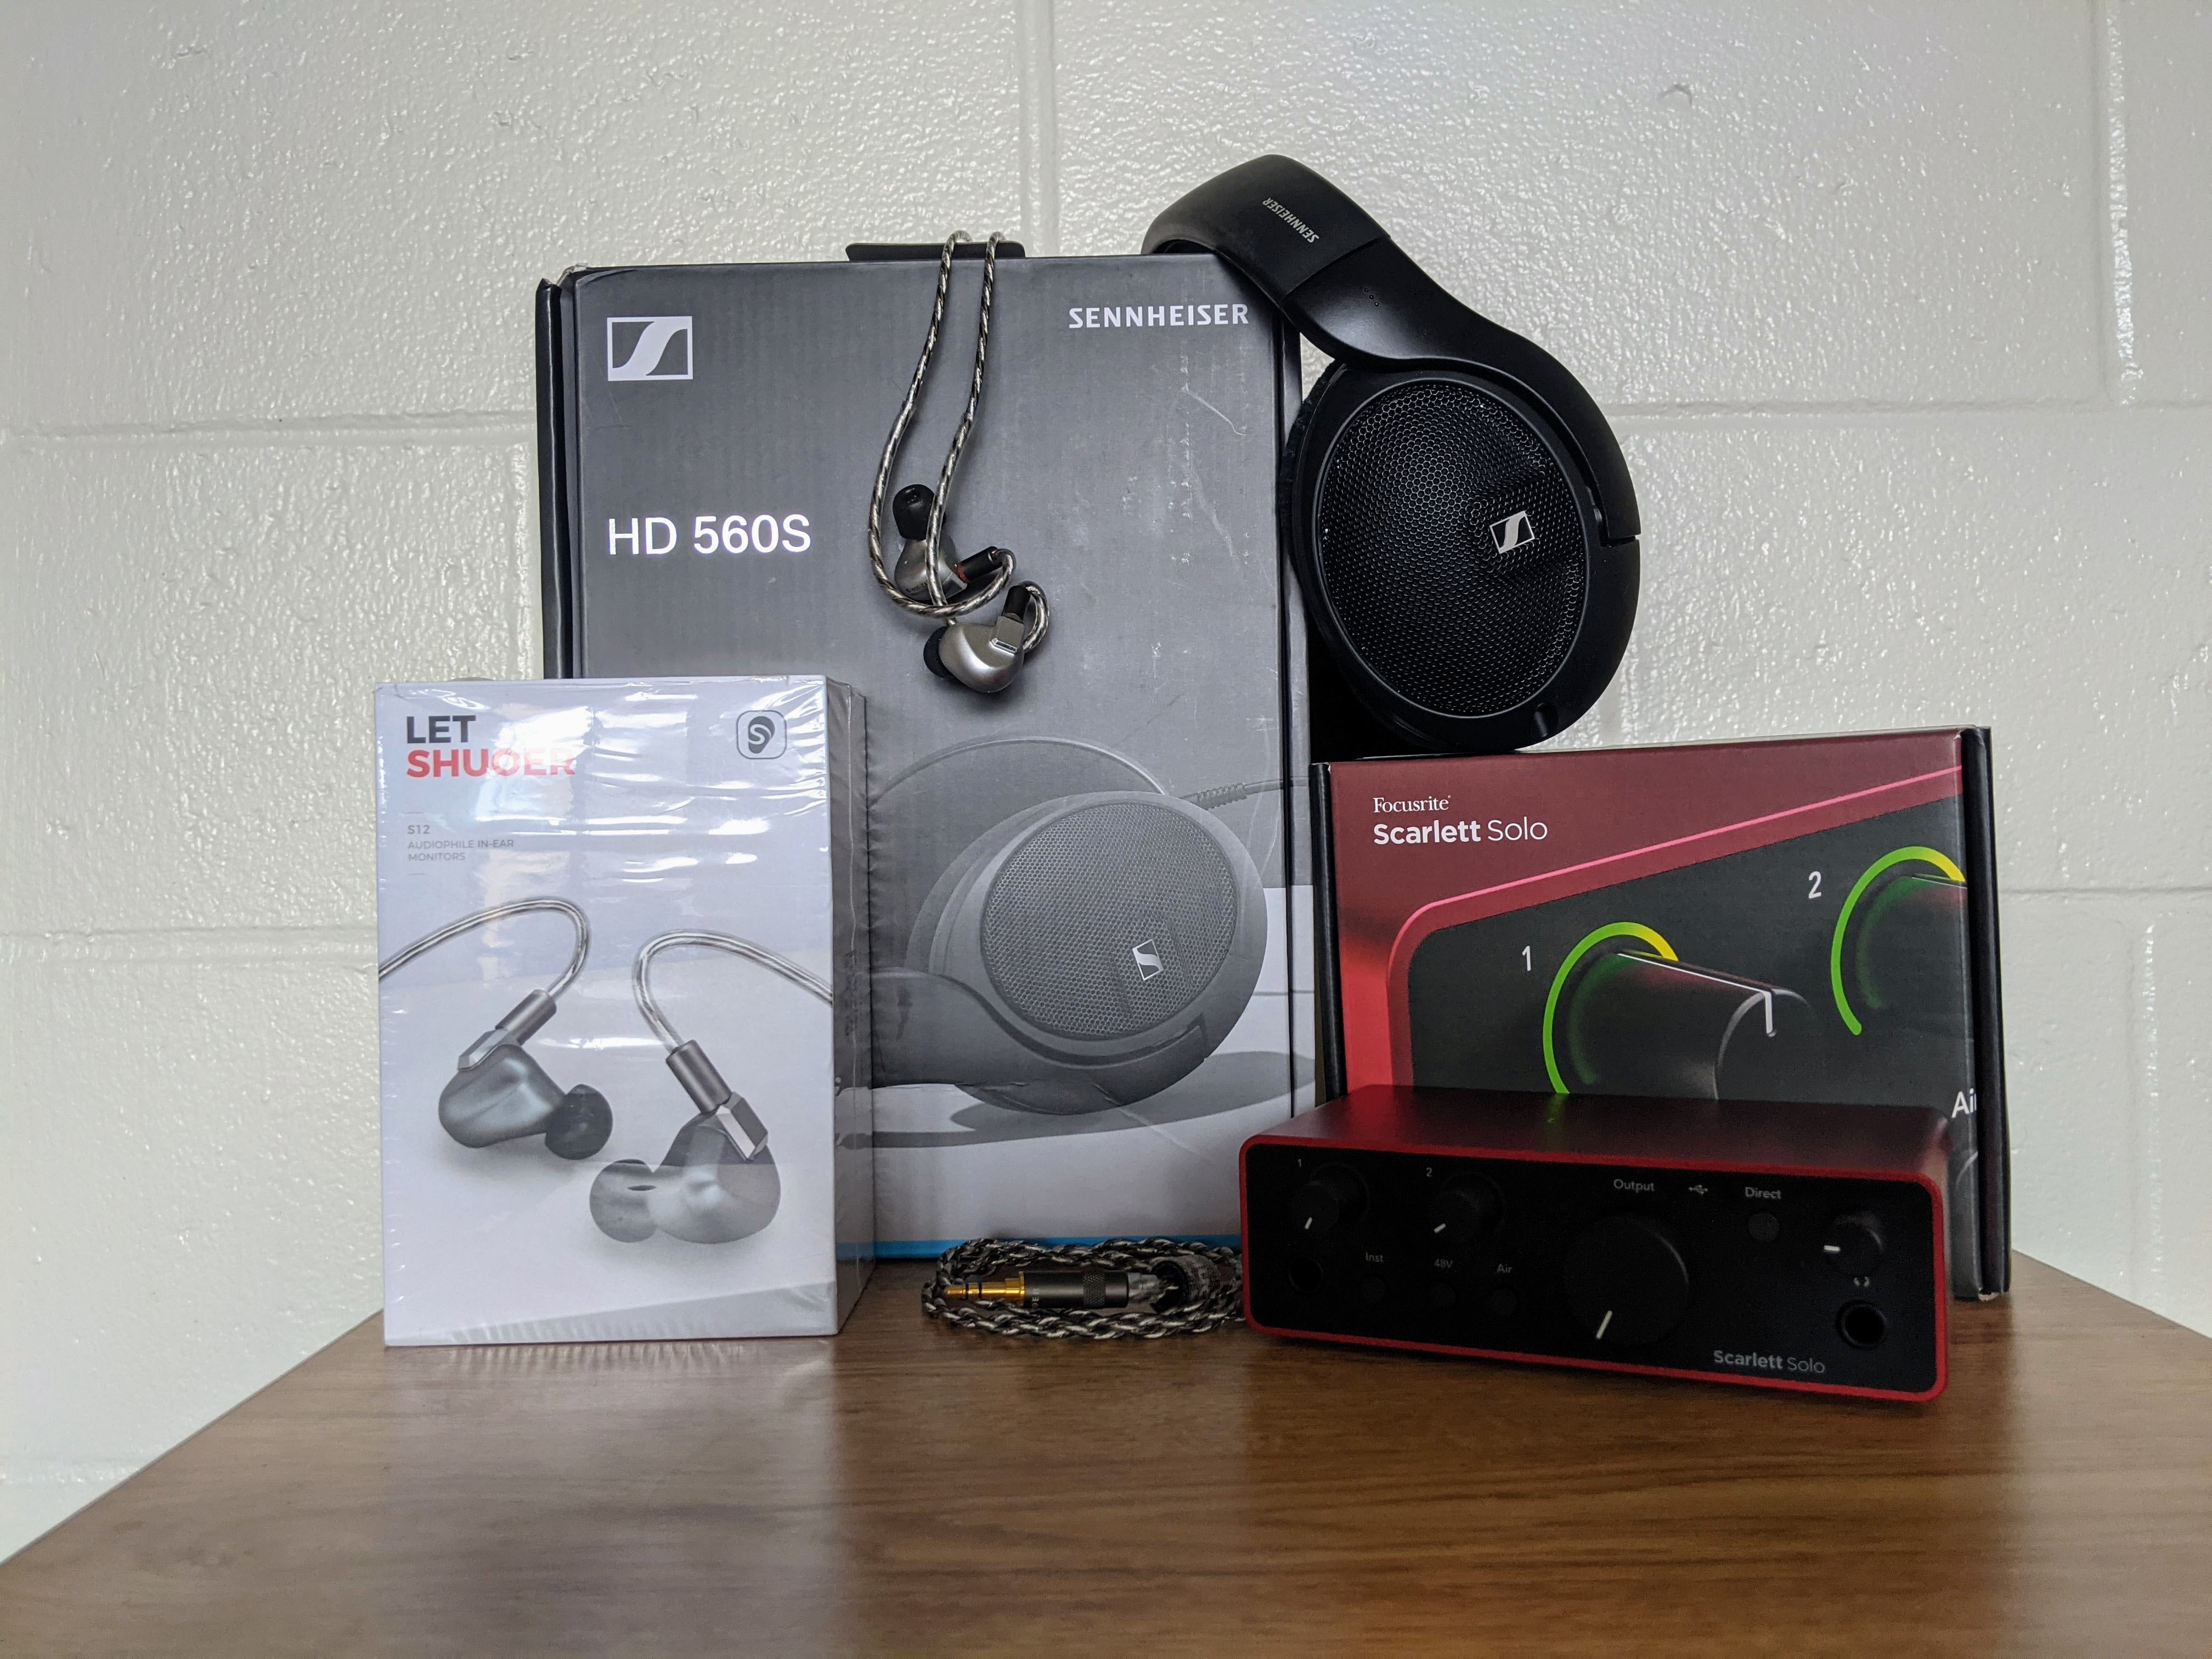 SENNHEISER
SENNHEISER
HD 560S
LET
SHUOER
S
S12
AUDIOPHILE IN-EAR
MONITORS
Focusrite
Scarlett Solo
1
2
Air
1
2
Output
Direct
Inst
48V
Air
Scarlett Solo